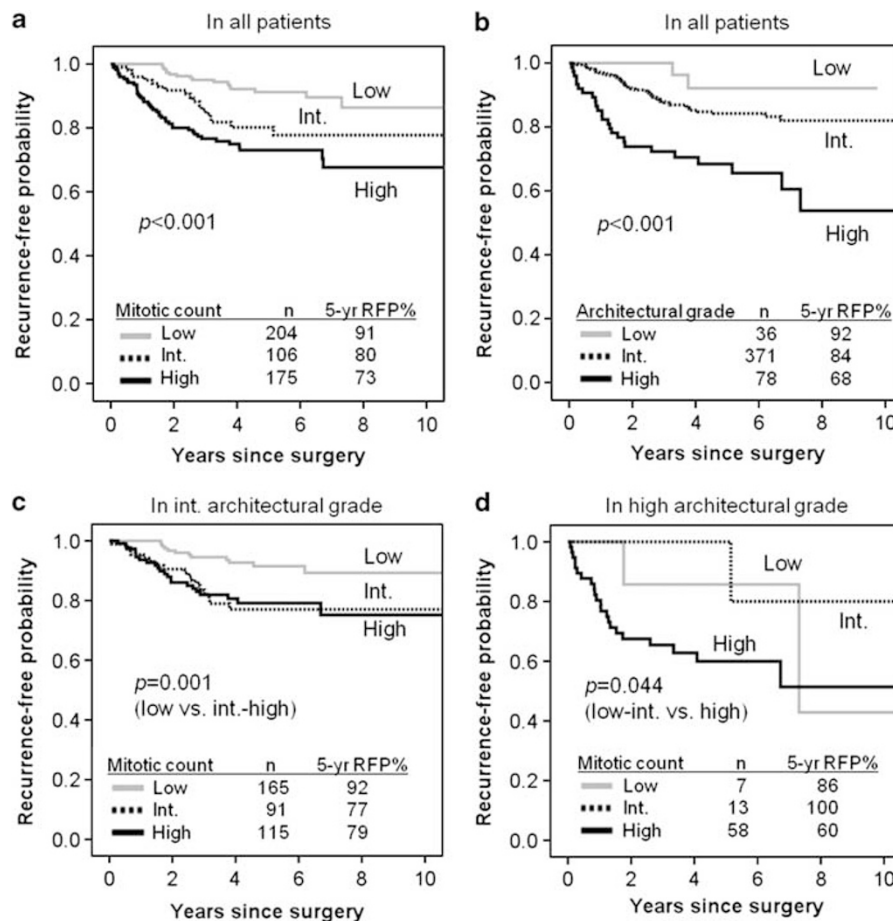 a
In all patients
Recurrence-free probability
1.0
0.8
0.6
0.4
0.2
0.0
Low
Int.
High
p<0.001
Mitotic count n 5-yr RFP%
Low 204 91
Int. 106 80
High 175 73
0 2 4 6 8 10
Years since surgery
b
In all patients
Recurrence-free probability
1.0
0.8
0.6
0.4
0.2
0.0
Low
Int.
High
p<0.001
Architectural grade n 5-yr RFP%
Low 36 92
Int. 371 84
High 78 68
0 2 4 6 8 10
Years since surgery
c
In int. architectural grade
Recurrence-free probability
1.0
0.8
0.6
0.4
0.2
0.0
Low
Int.
High
p=0.001
(low vs. int.-high)
Mitotic count n 5-yr RFP%
Low 165 92
Int. 91 77
High 115 79
0 2 4 6 8 10
Years since surgery
d
In high architectural grade
Recurrence-free probability
1.0
0.8
0.6
0.4
0.2
0.0
Low
Int.
High
p=0.044
(low-int. vs. high)
Mitotic count n 5-yr RFP%
Low 7 86
Int. 13 100
High 58 60
0 2 4 6 8 10
Years since surgery